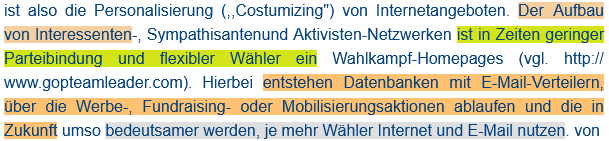 ist also die Personalisierung (,,Costumizing") von Internetangeboten. Der Aufbau
von Interessenten-, Sympathisantenund Aktivisten-Netzwerken ist in Zeiten geringer
Parteibindung und flexibler Wähler ein Wahlkampf-Homepages (vgl. http://
www.gopteamleader.com). Hierbei entstehen Datenbanken mit E-Mail-Verteilern,
über die Werbe-, Fundraising- oder Mobilisierungsaktionen ablaufen und die in
Zukunft umso bedeutsamer werden, je mehr Wähler Internet und E-Mail nutzen. von